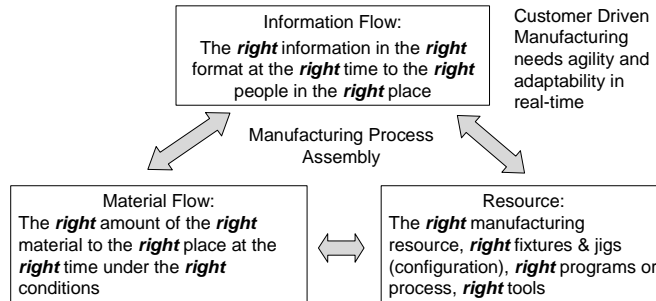 Information Flow:
The right information in the right
format at the right time to the right
people in the right place
Customer Driven
Manufacturing
needs agility and
adaptability in
real-time
Manufacturing Process
Assembly
Material Flow:
The right amount of the right
material to the right place at the
right time under the right
conditions
Resource:
The right manufacturing
resource, right fixtures & jigs
(configuration), right programs or
process, right tools